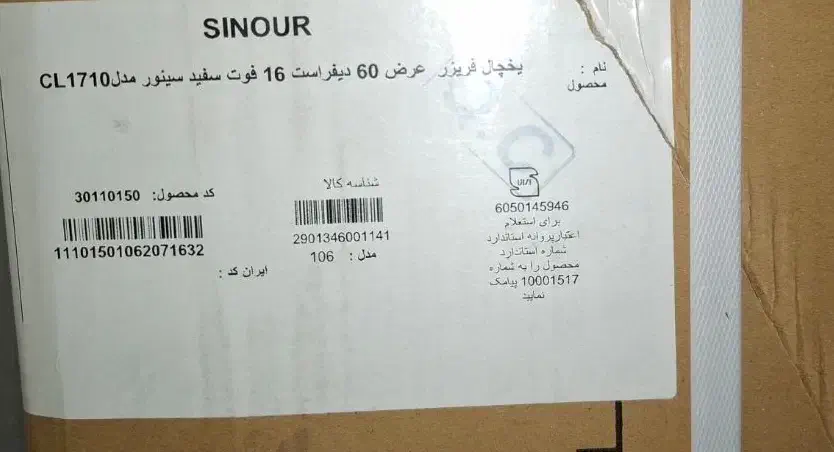 SINOUR
نام : یخچال فریزر عرض 60 دیفراست 16 فوت سفید سینور مدلCL1710
محصول
شناسه کالا
2901346001141
مدل : 106
کد محصول: 30110150
11101501062071632
ایران کد :
6050145946
برای استعلام
اعتبارپروانه استاندارد
شماره استاندارد
محصول را به شماره
10001517 پیامک
نمایید